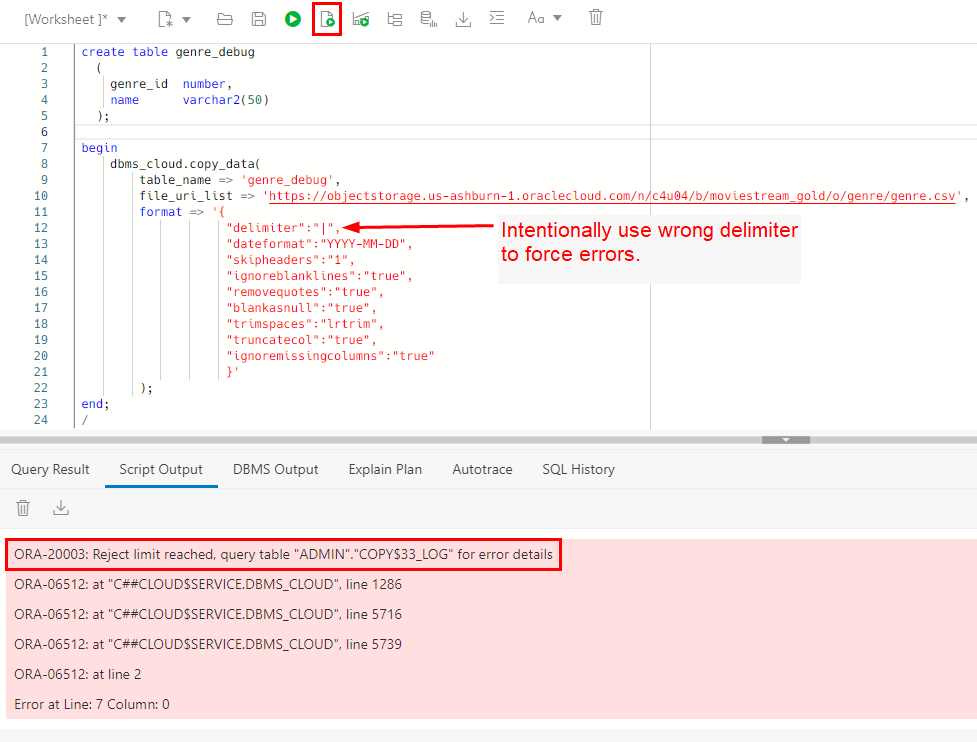 [Worksheet ]*
Aa
1 create table genre_debug
2 (
3 genre_id  number,
4 name      varchar2(50)
5 );
6
7 begin
8 dbms_cloud.copy_data(
9 table_name => 'genre_debug',
10 file_uri_list => 'https://objectstorage.us-ashburn-1.oraclecloud.com/n/c4u04/b/moviestream_gold/o/genre/genre.csv',
11 format => '{
12 "delimiter":"|",
13 "dateformat":"YYYY-MM-DD",
14 "skipheaders":"1",
15 "ignoreblanklines":"true",
16 "removequotes":"true",
17 "blankasnull":"true",
18 "trimspaces":"lrtrim",
19 "truncatecol":"true",
20 "ignoremissingcolumns":"true"
21 }'
22 );
23 end;
24 /
Intentionally use wrong delimiter
to force errors.
Query Result Script Output DBMS Output Explain Plan Autotrace SQL History
ORA-20003: Reject limit reached, query table "ADMIN"."COPY$33_LOG" for error details
ORA-06512: at "C##CLOUD$SERVICE.DBMS_CLOUD", line 1286
ORA-06512: at "C##CLOUD$SERVICE.DBMS_CLOUD", line 5716
ORA-06512: at "C##CLOUD$SERVICE.DBMS_CLOUD", line 5739
ORA-06512: at line 2
Error at Line: 7 Column: 0